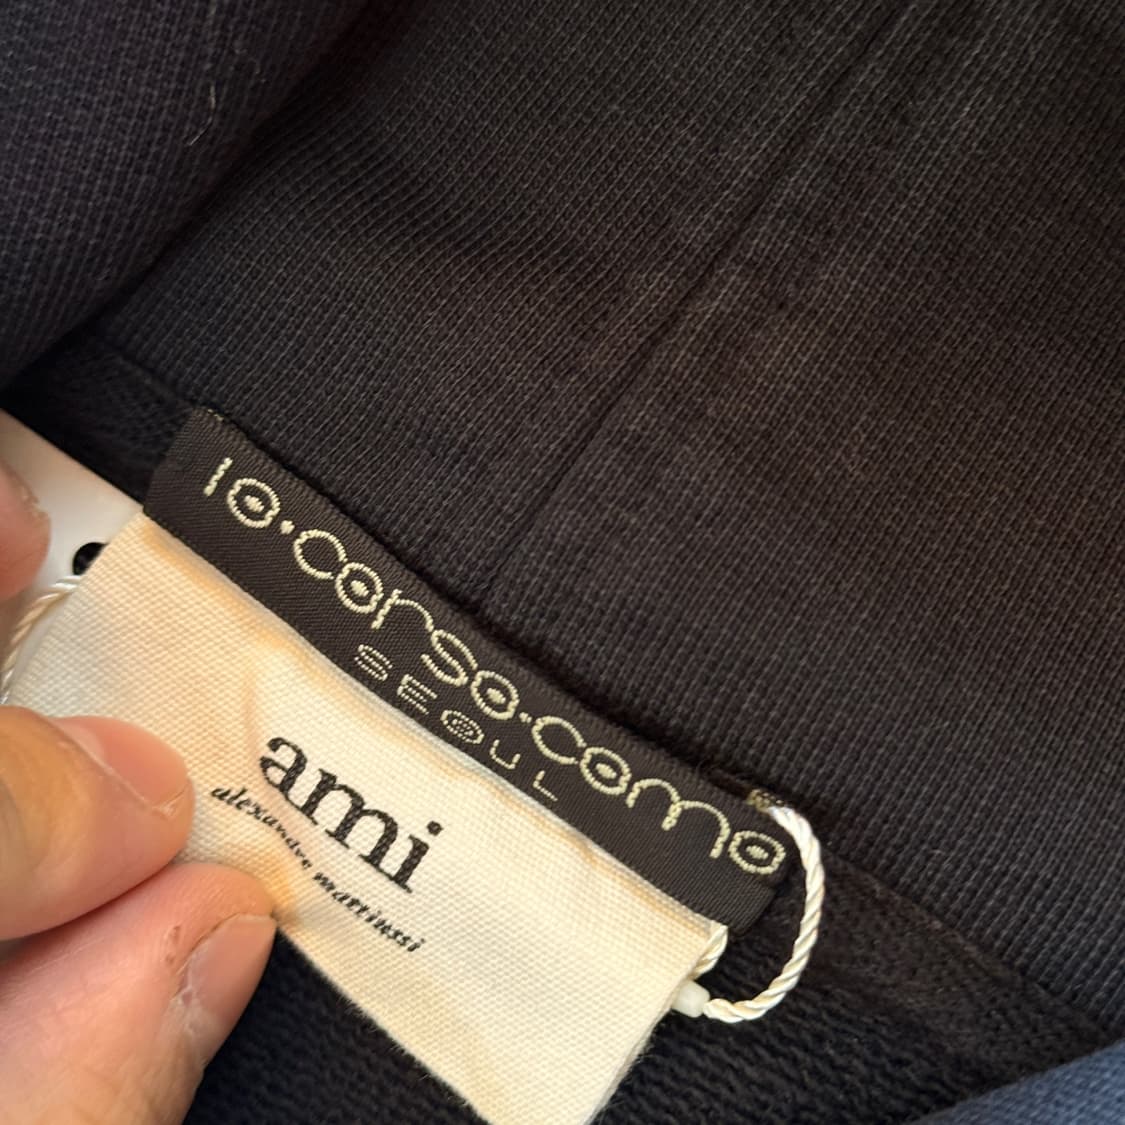 10·corso·como
SEOUL
ami
alexandre mattiussi